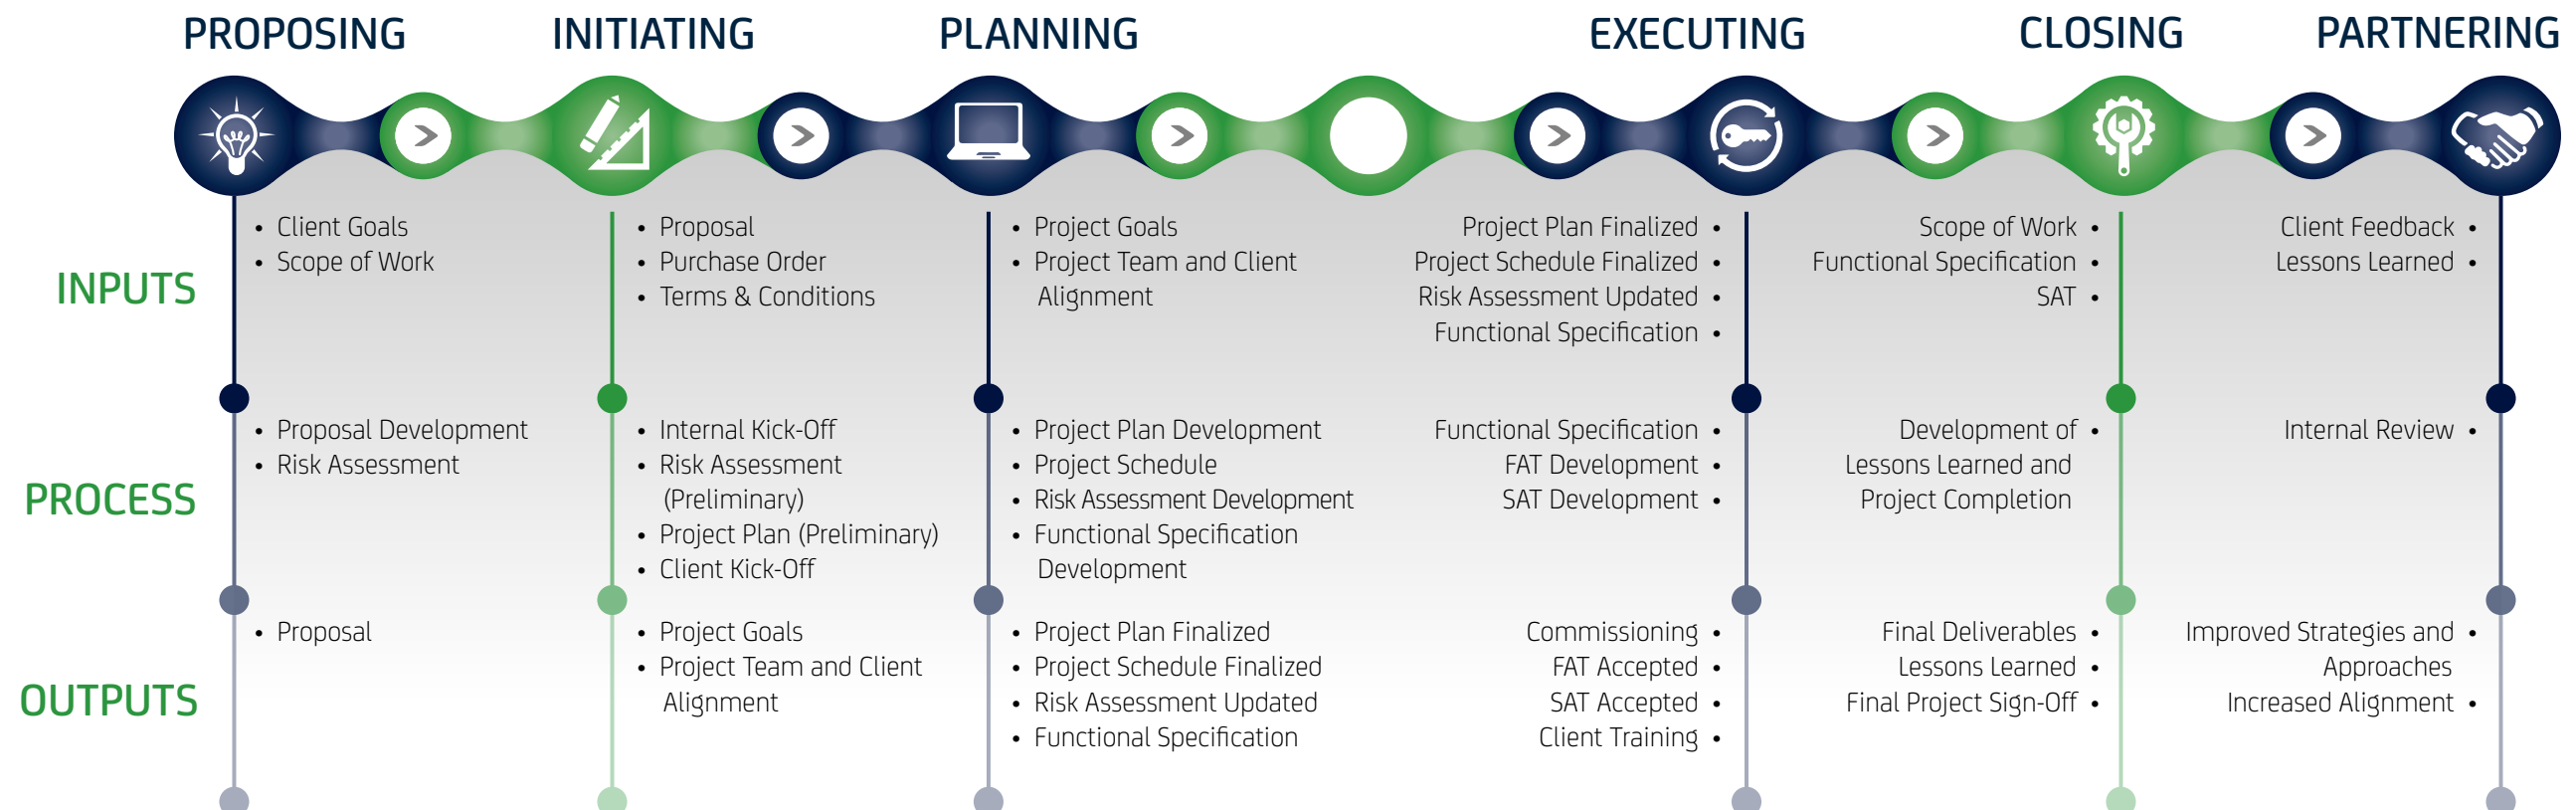 PROPOSING
INITIATING
PLANNING
EXECUTING
CLOSING
PARTNERING
INPUTS
• Client Goals
• Scope of Work
• Proposal
• Purchase Order
• Terms & Conditions
• Project Goals
• Project Team and Client
Alignment
Project Plan Finalized •
Project Schedule Finalized •
Risk Assessment Updated •
Functional Specification •
Scope of Work •
Functional Specification •
SAT •
Client Feedback •
Lessons Learned •
PROCESS
• Proposal Development
• Risk Assessment
• Internal Kick-Off
• Risk Assessment
(Preliminary)
• Project Plan (Preliminary)
• Client Kick-Off
• Project Plan Development
• Project Schedule
• Risk Assessment Development
• Functional Specification
Development
Functional Specification •
FAT Development •
SAT Development •
Development of •
Lessons Learned and
Project Completion
Internal Review •
OUTPUTS
• Proposal
• Project Goals
• Project Team and Client
Alignment
• Project Plan Finalized
• Project Schedule Finalized
• Risk Assessment Updated
• Functional Specification
Commissioning •
FAT Accepted •
SAT Accepted •
Client Training •
Final Deliverables •
Lessons Learned •
Final Project Sign-Off •
Improved Strategies and •
Approaches
Increased Alignment •